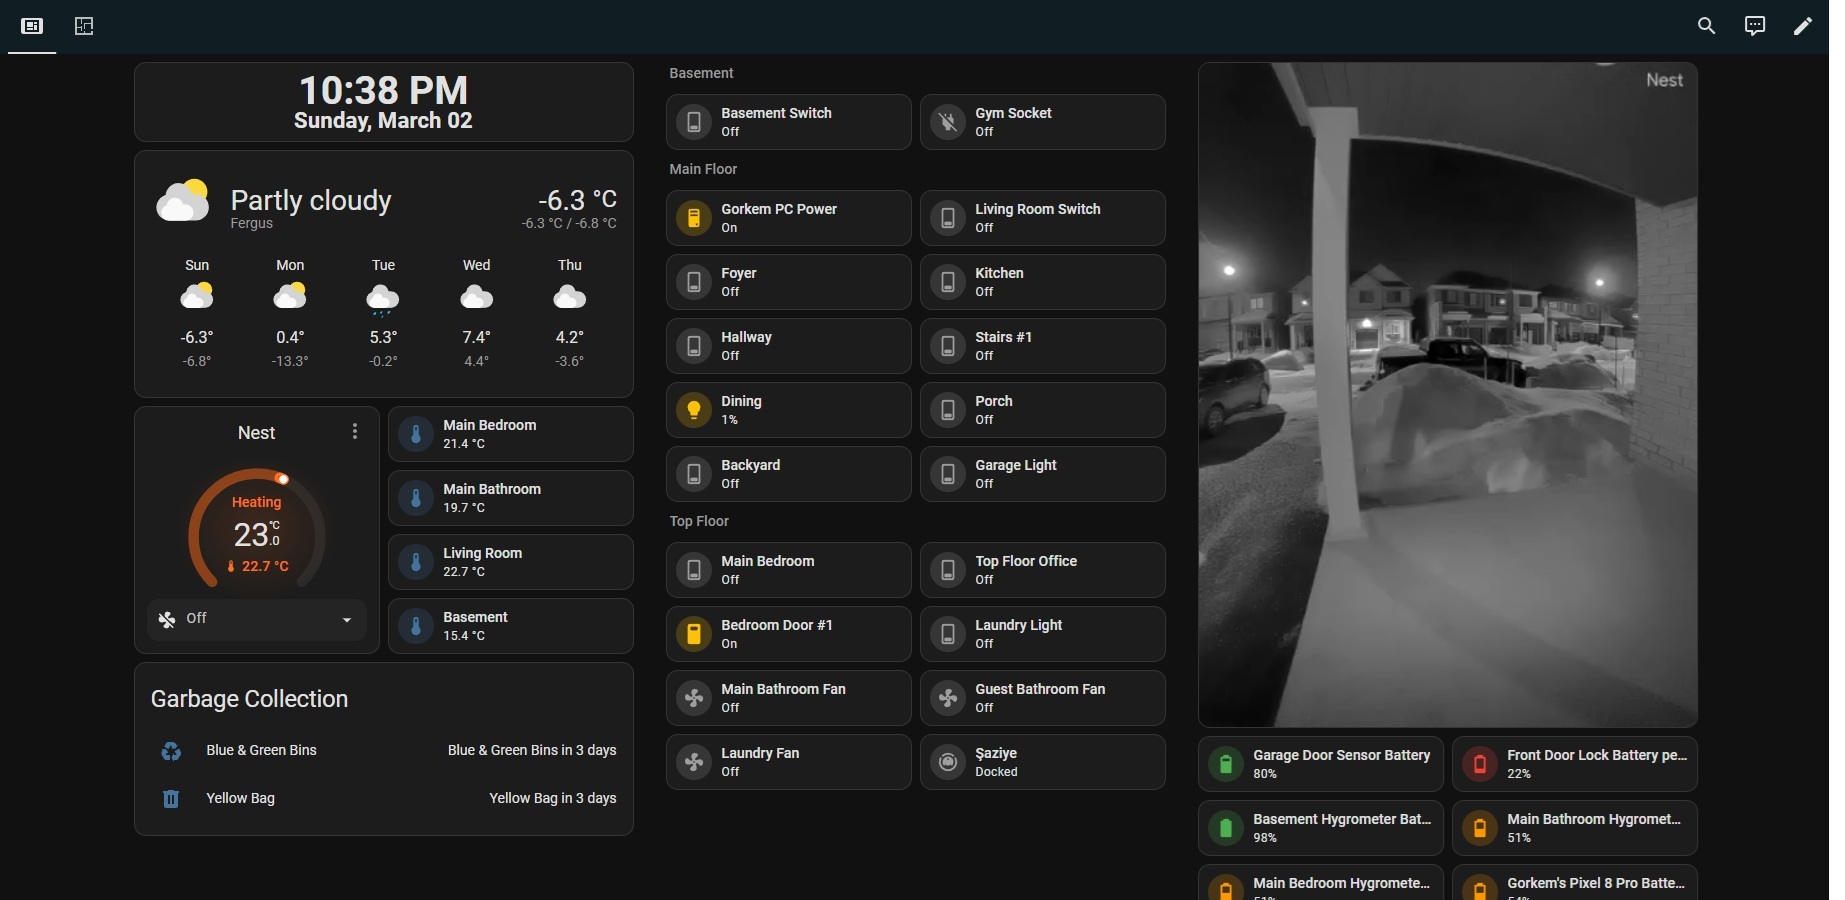 10:38 PM
Sunday, March 02
Partly cloudy
Fergus
-6.3 °C
-6.3 °C / -6.8 °C
Sun Mon Tue Wed Thu
-6.3° 0.4° 5.3° 7.4° 4.2°
-6.8° -13.3° -0.2° 4.4° -3.6°
Nest
Heating
23.0 °C
22.7 °C
Off
Main Bedroom
21.4 °C
Main Bathroom
19.7 °C
Living Room
22.7 °C
Basement
15.4 °C
Garbage Collection
Blue & Green Bins Blue & Green Bins in 3 days
Yellow Bag Yellow Bag in 3 days
Basement
Basement Switch
Off
Gym Socket
Off
Main Floor
Gorkem PC Power
On
Living Room Switch
Off
Foyer
Off
Kitchen
Off
Hallway
Off
Stairs #1
Off
Dining
1%
Porch
Off
Backyard
Off
Garage Light
Off
Top Floor
Main Bedroom
Off
Top Floor Office
Off
Bedroom Door #1
On
Laundry Light
Off
Main Bathroom Fan
Off
Guest Bathroom Fan
Off
Laundry Fan
Off
Şaziye
Docked
Nest
Garage Door Sensor Battery
80%
Front Door Lock Battery pe...
22%
Basement Hygrometer Bat...
98%
Main Bathroom Hygromet...
51%
Main Bedroom Hygromete...
Gorkem's Pixel 8 Pro Batte...